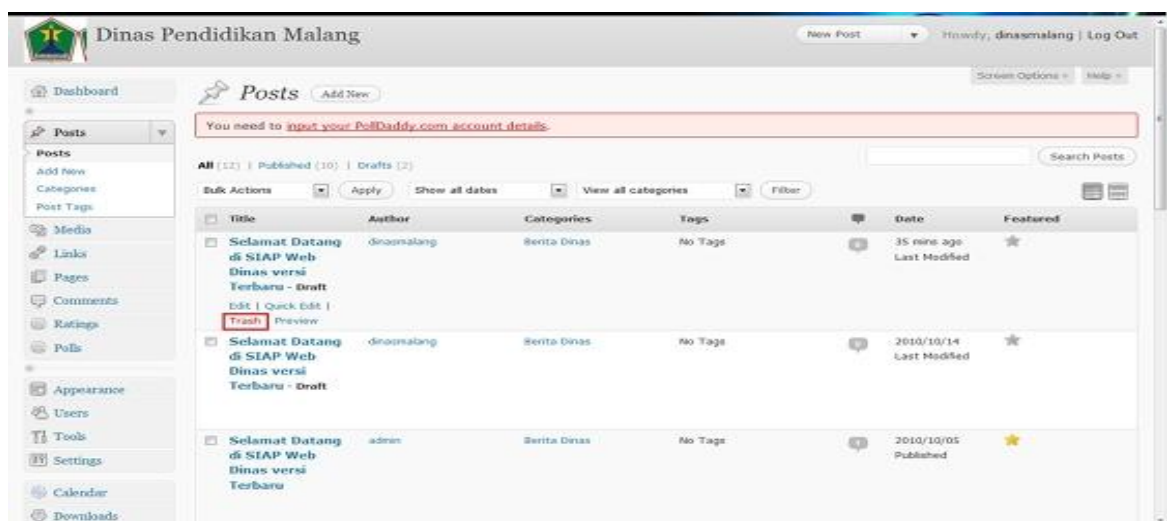 Dinas Pendidikan Malang
New Post
Howdy, dinasmalang | Log Out
Screen Options
Help
Dashboard
Posts
Posts
Add New
Categories
Post Tags
Media
Links
Pages
Comments
Ratings
Polls
Appearance
Users
Tools
Settings
Calendar
Downloads
Posts Add New
You need to input your PollDaddy.com account details.
All (12) | Published (10) | Drafts (2)
Search Posts
Bulk Actions Apply Show all dates View all categories Filter
Title Author Categories Tags Date Featured
Selamat Datang dinasmalang Berita Dinas No Tags 35 mins ago
di SIAP Web Last Modified
Dinas versi
Terbaru - Draft
Edit | Quick Edit |
Trash Preview
Selamat Datang dinasmalang Berita Dinas No Tags 2010/10/14
di SIAP Web Last Modified
Dinas versi
Terbaru - Draft
Selamat Datang admin Berita Dinas No Tags 2010/10/05
di SIAP Web Published
Dinas versi
Terbaru